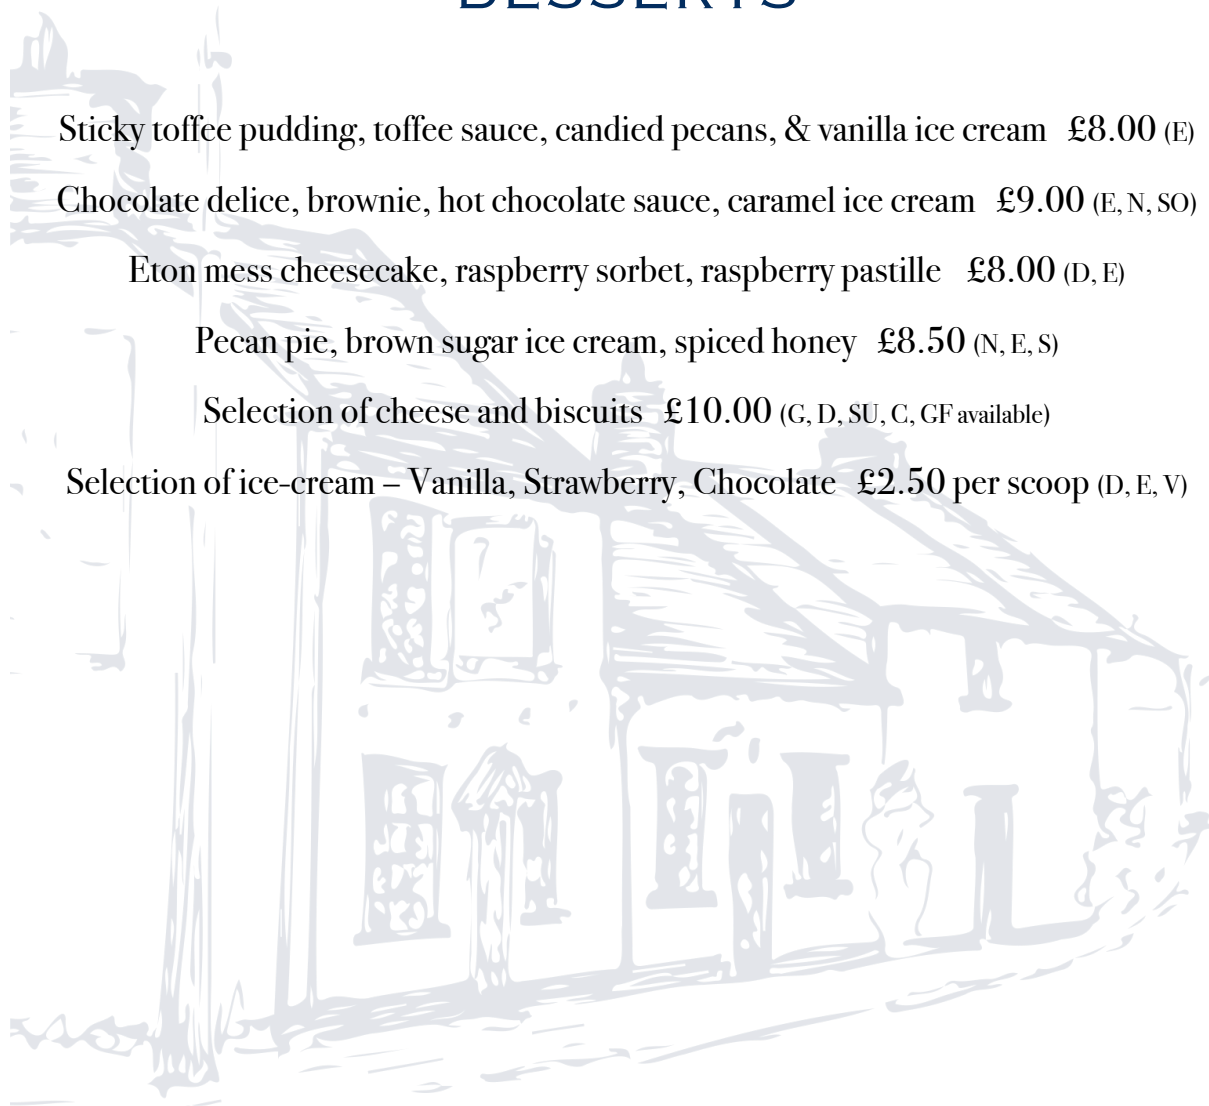 DESSERTS
Sticky toffee pudding, toffee sauce, candied pecans, & vanilla ice cream £8.00 (E)
Chocolate delice, brownie, hot chocolate sauce, caramel ice cream £9.00 (E, N, SO)
Eton mess cheesecake, raspberry sorbet, raspberry pastille £8.00 (D, E)
Pecan pie, brown sugar ice cream, spiced honey £8.50 (N, E, S)
Selection of cheese and biscuits £10.00 (G, D, SU, C, GF available)
Selection of ice-cream – Vanilla, Strawberry, Chocolate £2.50 per scoop (D, E, V)